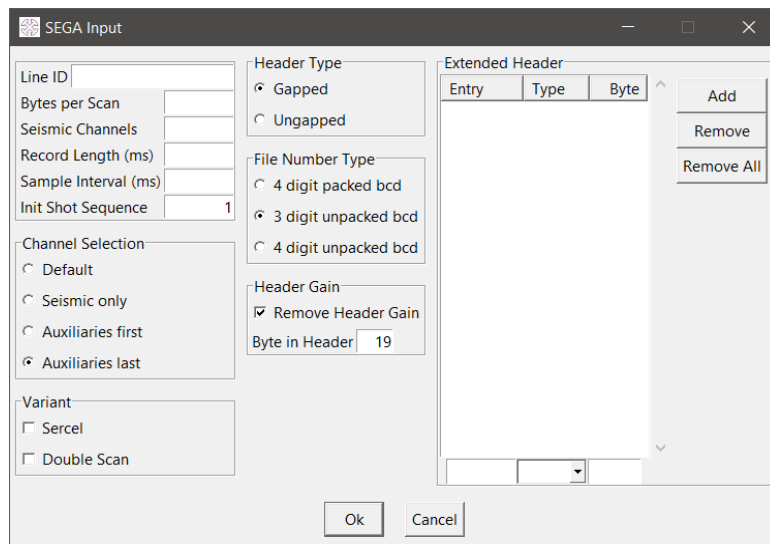 SEGA Input
Line ID
Bytes per Scan
Seismic Channels
Record Length (ms)
Sample Interval (ms)
Init Shot Sequence 1
Channel Selection
Default
Seismic only
Auxiliaries first
Auxiliaries last
Variant
Sercel
Double Scan
Header Type
Gapped
Ungapped
File Number Type
4 digit packed bcd
3 digit unpacked bcd
4 digit unpacked bcd
Header Gain
Remove Header Gain
Byte in Header 19
Extended Header
Entry Type Byte
Add
Remove
Remove All
Ok Cancel